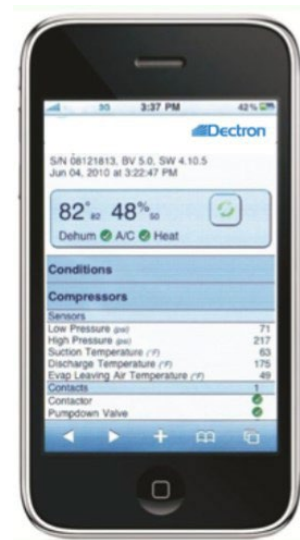 3G 3:37 PM 42%
Dectron
S/N 08121813, BV 5.0, SW 4.10.5
Jun 04, 2010 at 3:22:47 PM
82° 82 48% 50
Dehum A/C Heat
Conditions
Compressors
Sensors
Low Pressure (psi) 71
High Pressure (psi) 217
Suction Temperature (°F) 63
Discharge Temperature (°F) 175
Evap Leaving Air Temperature (°F) 49
Contacts 1
Contactor
Pumpdown Valve